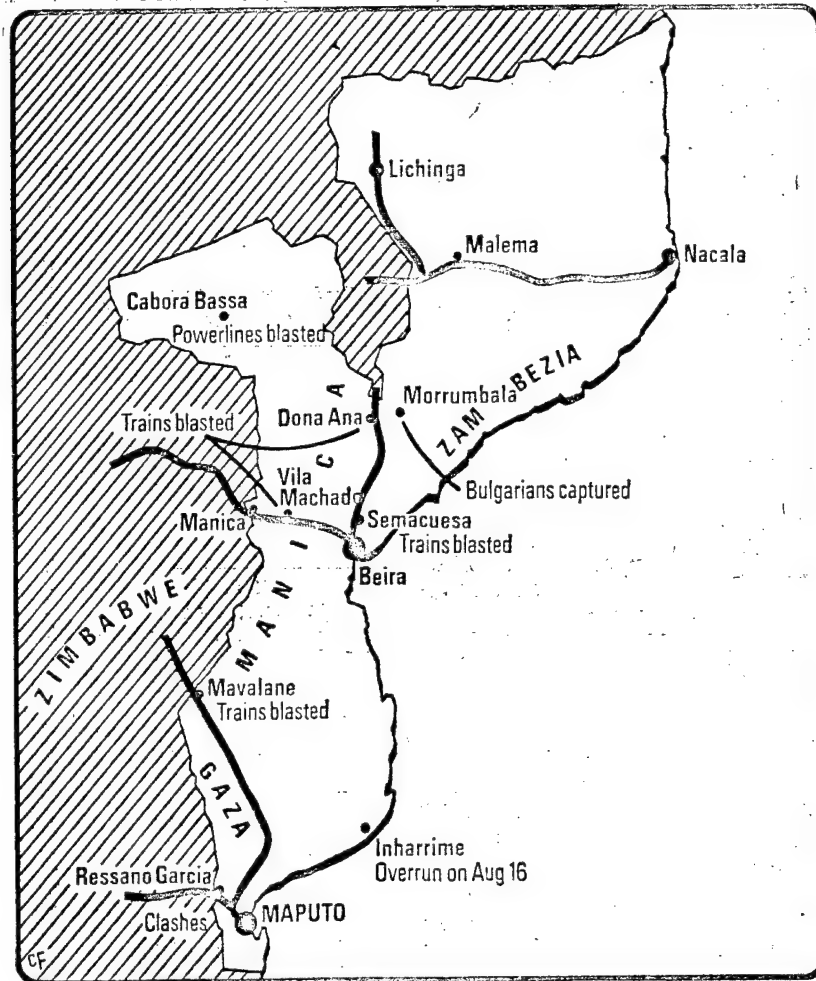 Lichinga
Malema
Nacala
Cabora Bassa
Powerlines blasted
ZAMBEZIA
Morrumbala
Dona Ana
Trains blasted
MANICA
Vila
Machado
Bulgarians captured
Manica
Semacuesa
Trains blasted
Beira
ZIMBABWE
Mavalane
Trains blasted
GAZA
Inharrime
Overrun on Aug 16
Ressano Garcia
Clashes
MAPUTO
CF